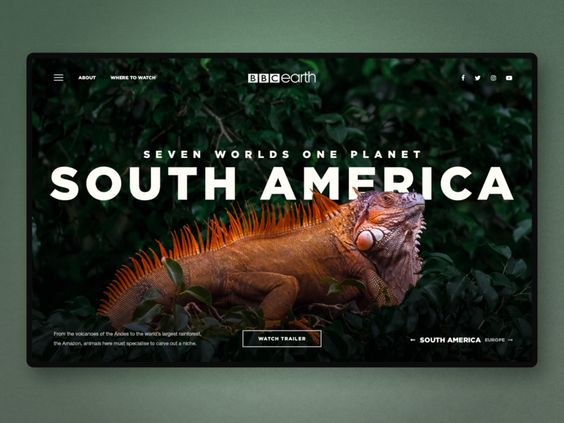 ABOUT
WHERE TO WATCH
BBC earth
SEVEN WORLDS ONE PLANET
SOUTH AMERICA
From the volcanoes of the Andes to the world's largest rainforest,
the Amazon, animals here must specialise to carve out a niche.
WATCH TRAILER
← SOUTH AMERICA EUROPE →